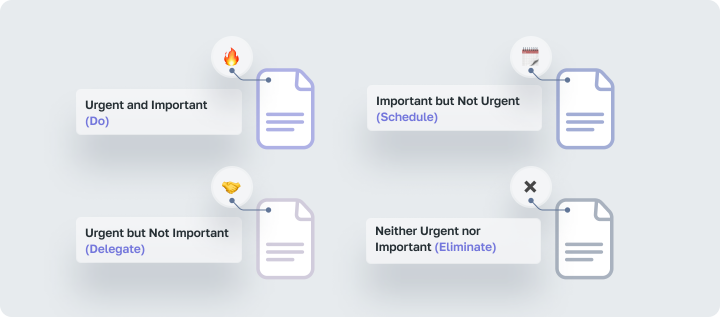 Urgent and Important
(Do)
Important but Not Urgent
(Schedule)
Urgent but Not Important
(Delegate)
Neither Urgent nor
Important (Eliminate)